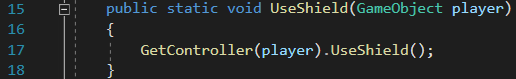 15 public static void UseShield(GameObject player)
16 {
17 GetController(player).UseShield();
18 }